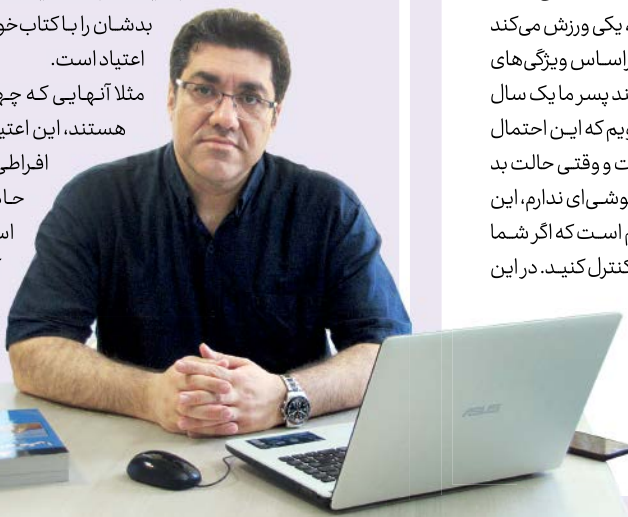 ، یکی ورزش می‌کند
راساس ویژگی‌های
ند پسر ما یک سال
ویم که این احتمال
ت و وقتی حالت بد
وشی‌ای ندارم، این
م است که اگر شما
کنترل کنید. در این
بدشان را با کتاب‌خو
اعتیاد است.
مثلا آنهایی که چه
هستند، این اعتی
افراطی
حا
اس
ASUS